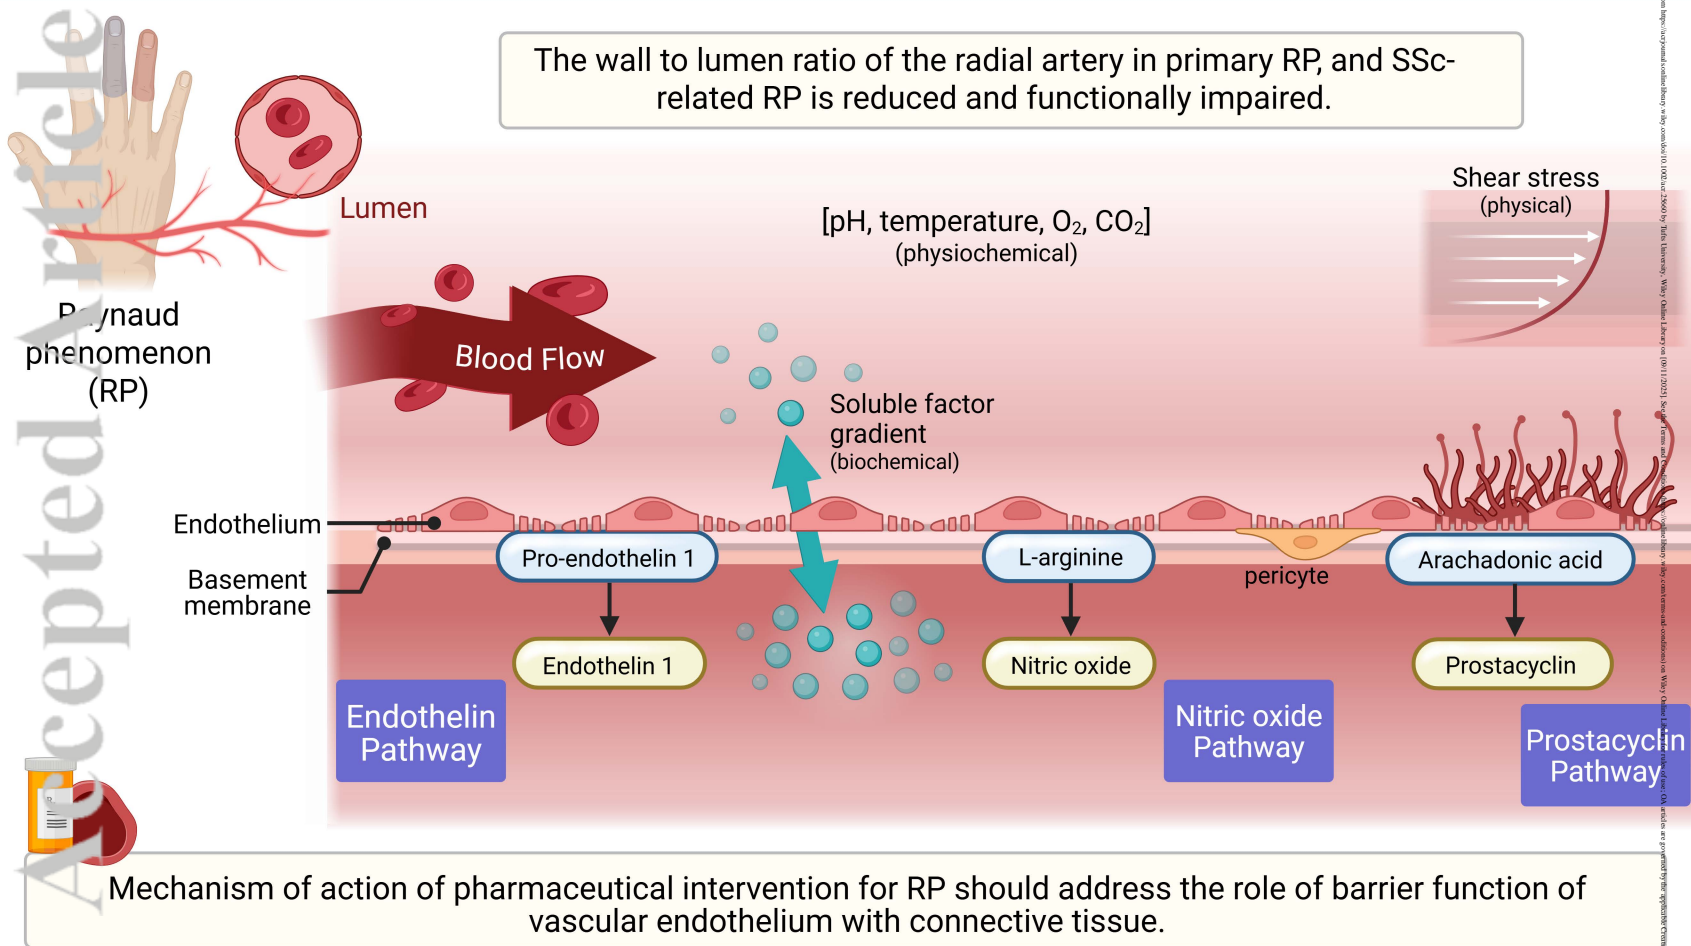 Accepted Article
The wall to lumen ratio of the radial artery in primary RP, and SSc-
related RP is reduced and functionally impaired.
Lumen
Raynaud
phenomenon
(RP)
[pH, temperature, O₂, CO₂]
(physiochemical)
Shear stress
(physical)
Blood Flow
Soluble factor
gradient
(biochemical)
Endothelium
Basement
membrane
Pro-endothelin 1
L-arginine
pericyte
Arachadonic acid
Endothelin 1
Nitric oxide
Prostacyclin
Endothelin
Pathway
Nitric oxide
Pathway
Prostacyclin
Pathway
Mechanism of action of pharmaceutical intervention for RP should address the role of barrier function of
vascular endothelium with connective tissue.